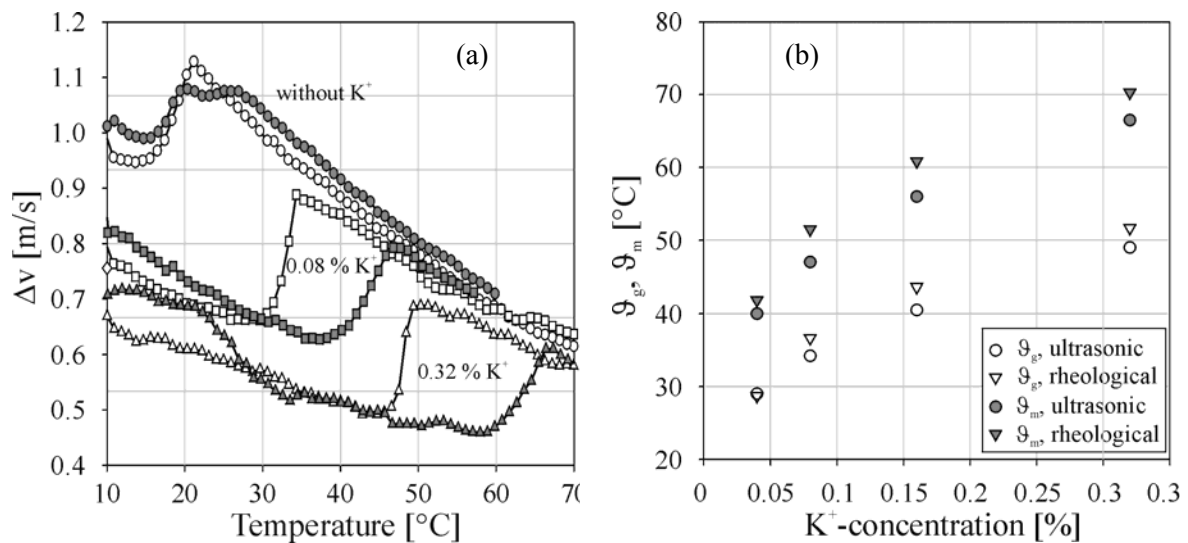 (a)
1.2
1.1
1.0
0.9
0.8
0.7
0.6
0.5
0.4
Δv [m/s]
without K⁺
0.08 % K⁺
0.32 % K⁺
10 20 30 40 50 60 70
Temperature [°C]
(b)
80
70
60
50
40
30
20
ϑg, ϑm [°C]
ϑg, ultrasonic
ϑg, rheological
ϑm, ultrasonic
ϑm, rheological
0 0.05 0.1 0.15 0.2 0.25 0.3 0.3
K⁺-concentration [%]